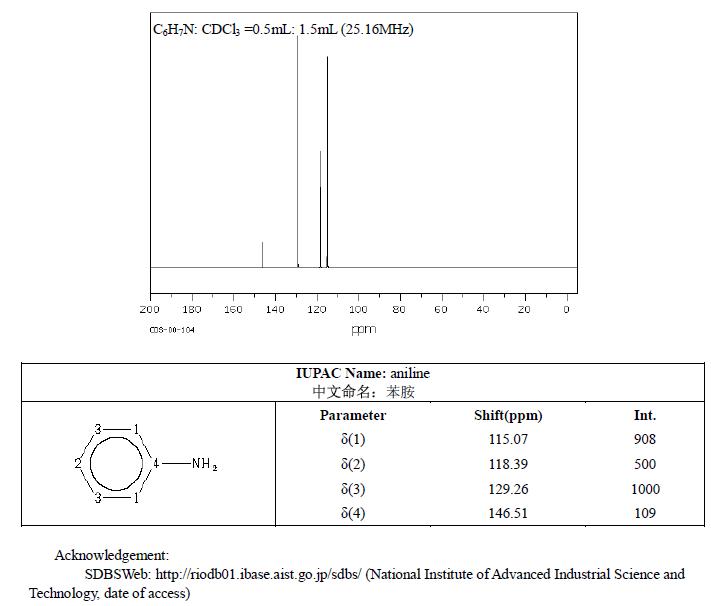 C₆H₇N: CDCl₃ =0.5mL: 1.5mL (25.16MHz)
200 180 160 140 120 100 80 60 40 20 0
CDS-00-104
ppm
IUPAC Name: aniline
中文命名：苯胺
Parameter Shift(ppm) Int.
δ(1) 115.07 908
δ(2) 118.39 500
δ(3) 129.26 1000
δ(4) 146.51 109
3 1
2 4 NH₂
3 1
Acknowledgement:
SDBSWeb: http://riodb01.ibase.aist.go.jp/sdbs/ (National Institute of Advanced Industrial Science and
Technology, date of access)